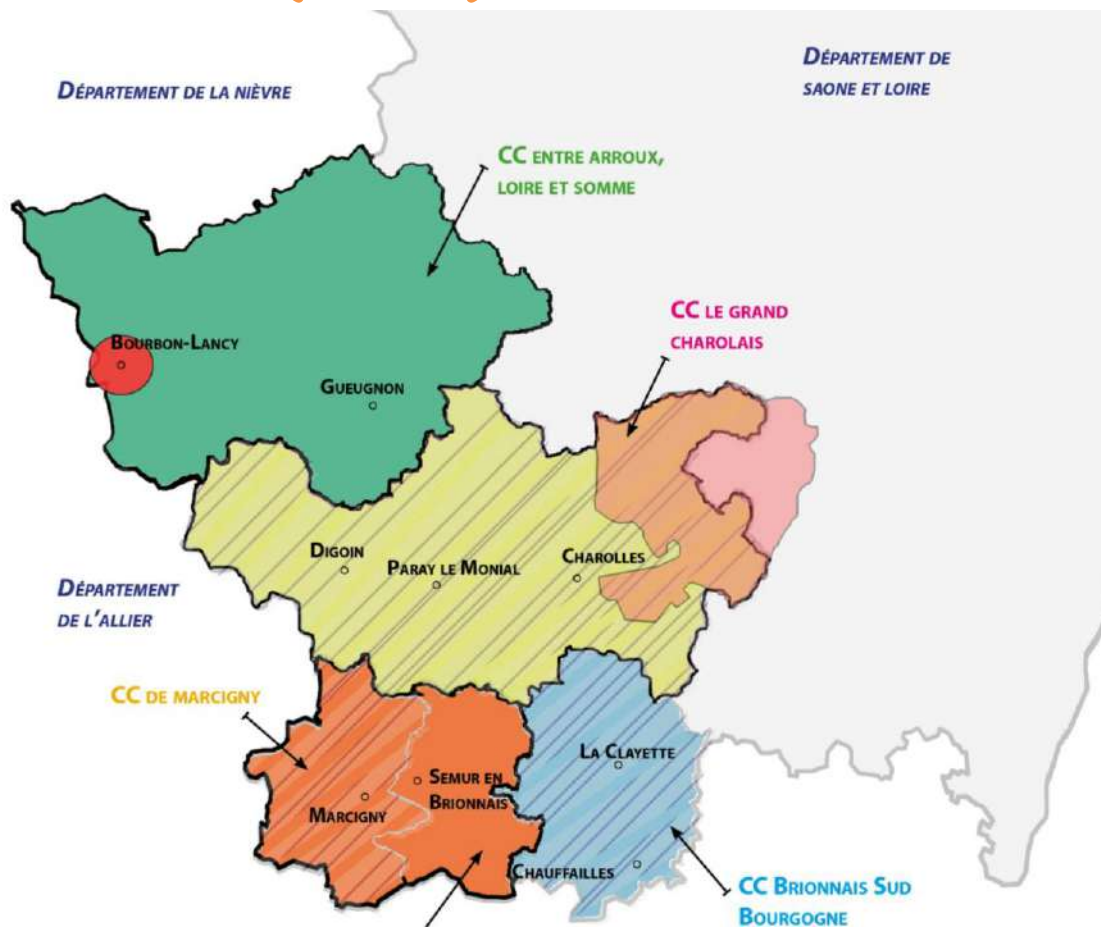 Département de la nièvre
Département de
saone et loire
CC entre Arroux,
Loire et Somme
CC le grand
charolais
Bourbon-Lancy
Gueugnon
Digoin
Paray le Monial
Charolles
Département
de l'allier
CC de marcigny
La Clayette
Semur en
Brionnais
Marcigny
Chauffailles
CC Brionnais Sud
Bourgogne